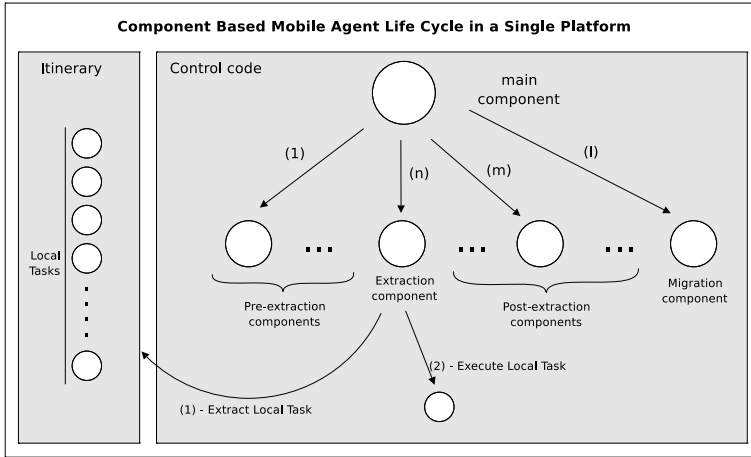 Component Based Mobile Agent Life Cycle in a Single Platform
Itinerary
Local
Tasks
Control code
main
component
(1)
(n)
(m)
(l)
Pre-extraction
components
Extraction
component
Post-extraction
components
Migration
component
(1) - Extract Local Task
(2) - Execute Local Task